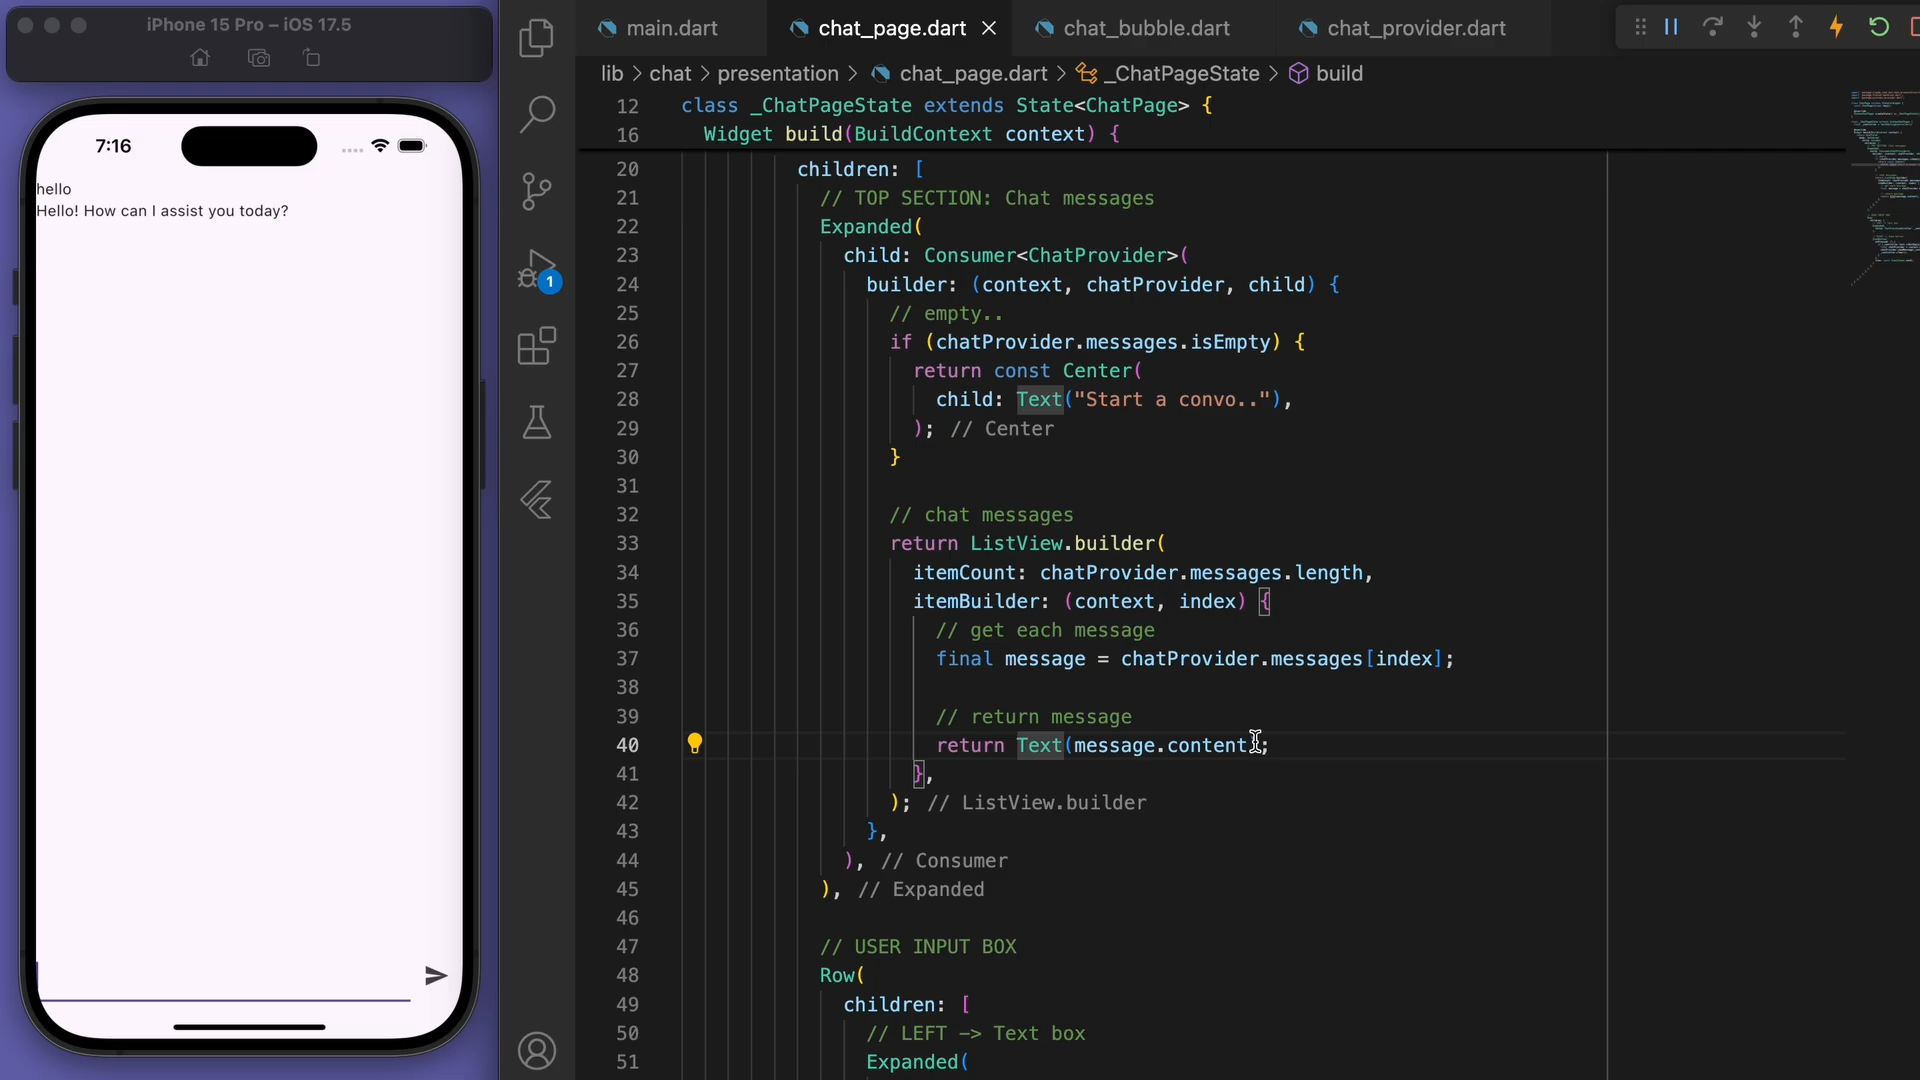 iPhone 15 Pro – iOS 17.5
7:16
hello
Hello! How can I assist you today?
1
main.dart
chat_page.dart
chat_bubble.dart
chat_provider.dart
lib > chat > presentation > chat_page.dart > _ChatPageState > build
12 class _ChatPageState extends State<ChatPage> {
16 Widget build(BuildContext context) {
20 children: [
21 // TOP SECTION: Chat messages
22 Expanded(
23 child: Consumer<ChatProvider>(
24 builder: (context, chatProvider, child) {
25 // empty..
26 if (chatProvider.messages.isEmpty) {
27 return const Center(
28 child: Text("Start a convo.."),
29 ); // Center
30 }
31
32 // chat messages
33 return ListView.builder(
34 itemCount: chatProvider.messages.length,
35 itemBuilder: (context, index) {
36 // get each message
37 final message = chatProvider.messages[index];
38
39 // return message
40 return Text(message.content);
41 },
42 ); // ListView.builder
43 },
44 ), // Consumer
45 ), // Expanded
46
47 // USER INPUT BOX
48 Row(
49 children: [
50 // LEFT -> Text box
51 Expanded(